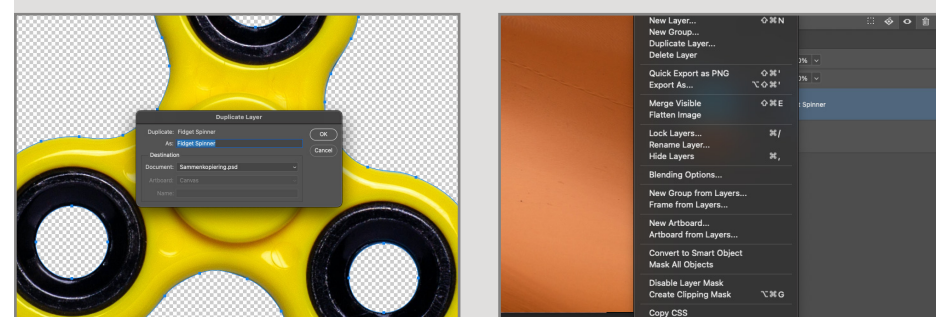 Duplicate Layer
Duplicate: Fidget Spinner
As: Fidget Spinner
OK
Cancel
Destination
Document: Sammenkopiering.psd
Artboard: Canvas
Name:
New Layer... ⇧⌘N
New Group...
Duplicate Layer...
Delete Layer
Quick Export as PNG ⇧⌘'
Export As... ⌥⇧⌘'
Merge Visible ⇧⌘E
Flatten Image
Lock Layers... ⌘/
Rename Layer...
Hide Layers ⌘,
Blending Options...
New Group from Layers...
Frame from Layers...
New Artboard...
Artboard from Layers...
Convert to Smart Object
Mask All Objects
Disable Layer Mask
Create Clipping Mask ⌥⌘G
Copy CSS
0%
0%
t Spinner